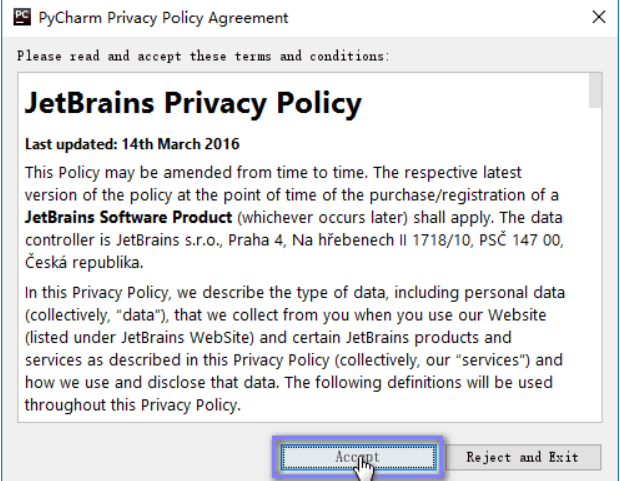 PC PyCharm Privacy Policy Agreement
Please read and accept these terms and conditions:
JetBrains Privacy Policy
Last updated: 14th March 2016
This Policy may be amended from time to time. The respective latest
version of the policy at the point of time of the purchase/registration of a
JetBrains Software Product (whichever occurs later) shall apply. The data
controller is JetBrains s.r.o., Praha 4, Na hřebenech II 1718/10, PSČ 147 00,
Česká republika.
In this Privacy Policy, we describe the type of data, including personal data
(collectively, “data”), that we collect from you when you use our Website
(listed under JetBrains WebSite) and certain JetBrains products and
services as described in this Privacy Policy (collectively, our “services”) and
how we use and disclose that data. The following definitions will be used
throughout this Privacy Policy.
Accept Reject and Exit